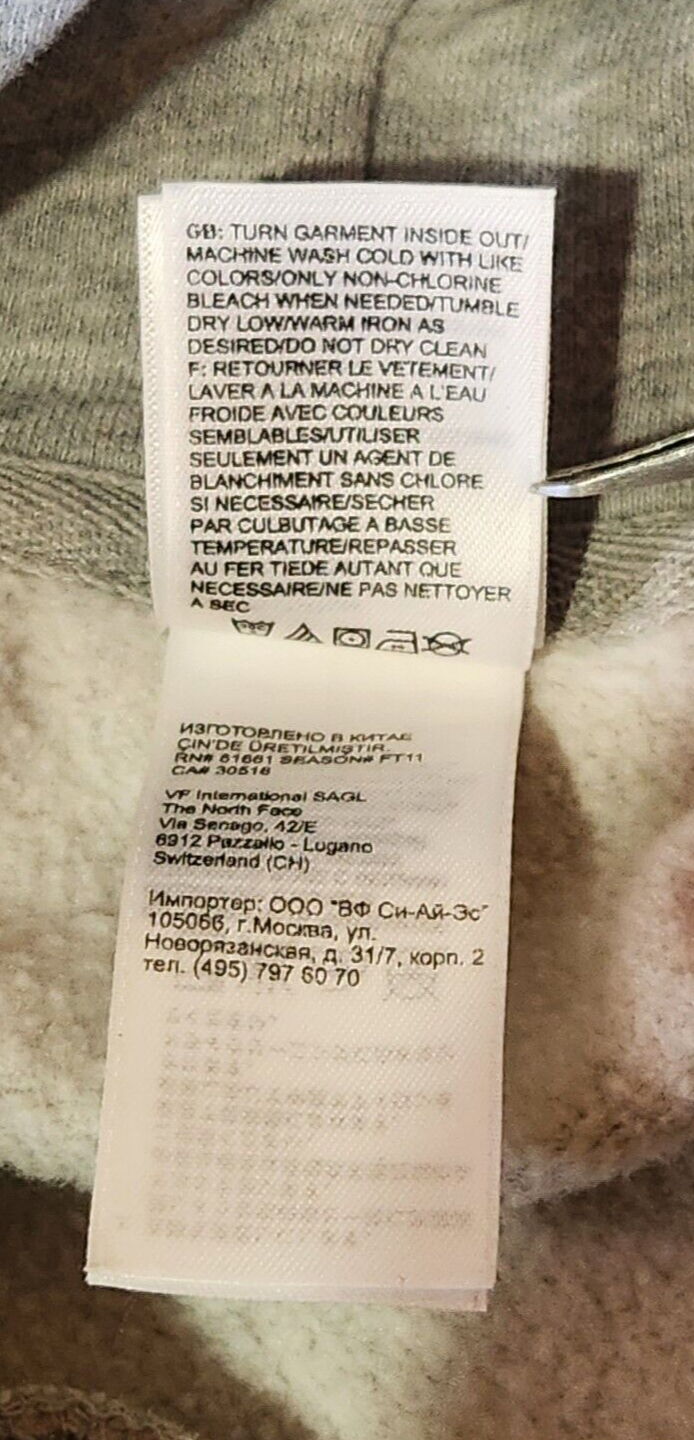 GB: TURN GARMENT INSIDE OUT/
MACHINE WASH COLD WITH LIKE
COLORS/ONLY NON-CHLORINE
BLEACH WHEN NEEDED/TUMBLE
DRY LOW/WARM IRON AS
DESIRED/DO NOT DRY CLEAN
F: RETOURNER LE VETEMENT/
LAVER A LA MACHINE A L'EAU
FROIDE AVEC COULEURS
SEMBLABLES/UTILISER
SEULEMENT UN AGENT DE
BLANCHIMENT SANS CHLORE
SI NECESSAIRE/SECHER
PAR CULBUTAGE A BASSE
TEMPERATURE/REPASSER
AU FER TIEDE AUTANT QUE
NECESSAIRE/NE PAS NETTOYER
A SEC
ИЗГОТОВЛЕНО В КИТАЕ
ÇIN'DE ÜRETILMISTIR.
RN# 61661 SEASON# FT11
CA# 30516
VF International SAGL
The North Face
Via Senago, 42/E
6912 Pazzallo - Lugano
Switzerland (CH)
Импортер: ООО "ВФ Си-Ай-Эс"
105066, г.Москва, ул.
Новорязанская, д. 31/7, корп. 2
тел. (495) 797 60 70